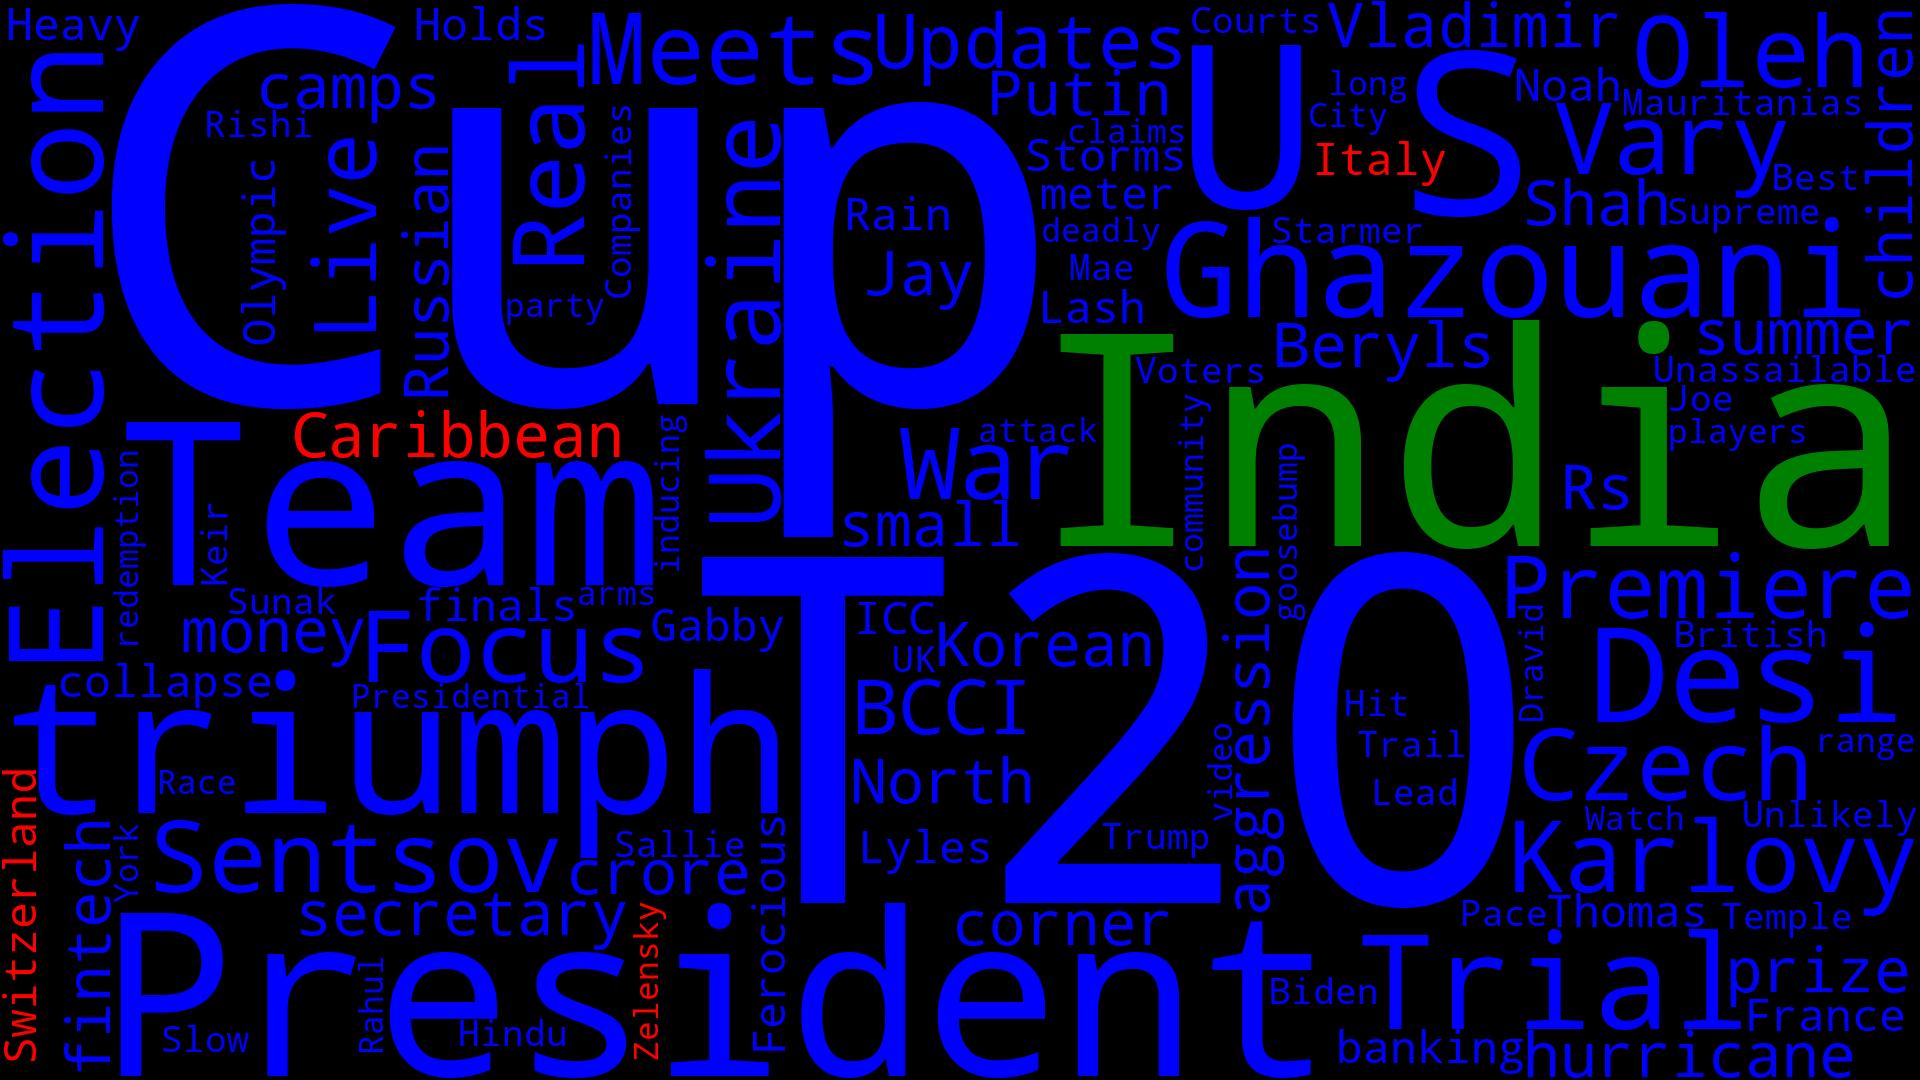 Heavy
Holds
Meets
Updates
Courts
Vladimir
Oleh
children
Election
Cup
camps
Real
Putin
U S
long
Noah
Mauritanias
Rishi
Live
Companies
claims
City
Vary
Olympic
Russian
Ukraine
Storms
Italy
Best
meter
Shah
Supreme
Rain
deadly
Starmer
Ghazouani
Jay
Mae
party
Lash
Beryls
summer
Voters
Unassailable
India
Joe
players
Caribbean
attack
Team
inducing
War
community
goosebump
Rs
redemption
Keir
small
T20
Premiere
Sunak
finals
arms
money
Focus
Gabby
ICC
Korean
UK
aggression
Dravid
British
Desi
collapse
Presidential
BCCI
Hit
triumph
Trail
Czech
range
Race
North
video
Lead
Switzerland
fintech
York
Sentsov
Sallie
crore
Ferocious
Lyles
Trump
Watch
Unlikely
Karlovy
secretary
Zelensky
corner
Pace
Thomas
Temple
President
Trial
prize
Biden
Slow
Rahul
Hindu
France
banking
hurricane